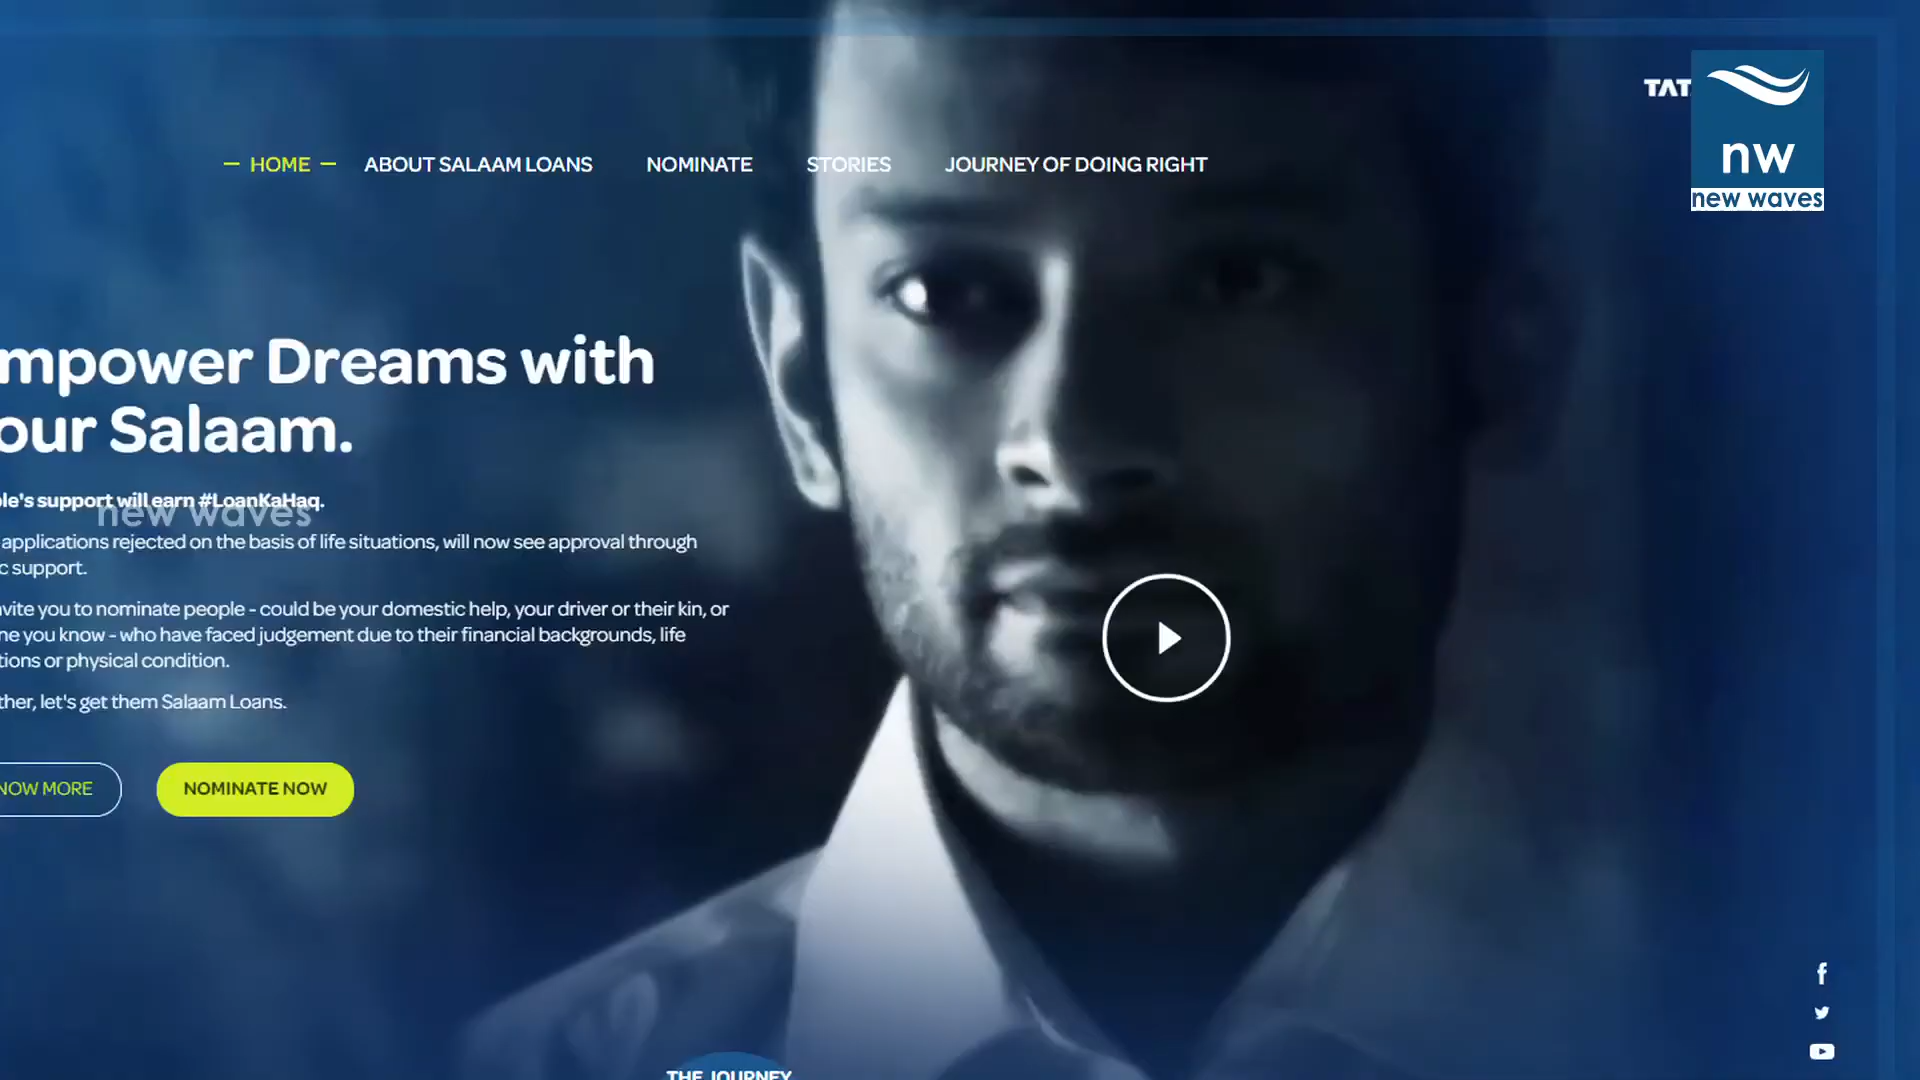 TAT
nw
new waves
HOME
ABOUT SALAAM LOANS
NOMINATE
STORIES
JOURNEY OF DOING RIGHT
mpower Dreams with
our Salaam.
ple's support will earn #LoanKaHaq.
new waves
applications rejected on the basis of life situations, will now see approval through
c support.
nvite you to nominate people - could be your domestic help, your driver or their kin, or
ne you know - who have faced judgement due to their financial backgrounds, life
tions or physical condition.
ther, let's get them Salaam Loans.
NOW MORE
NOMINATE NOW
THE JOURNEY